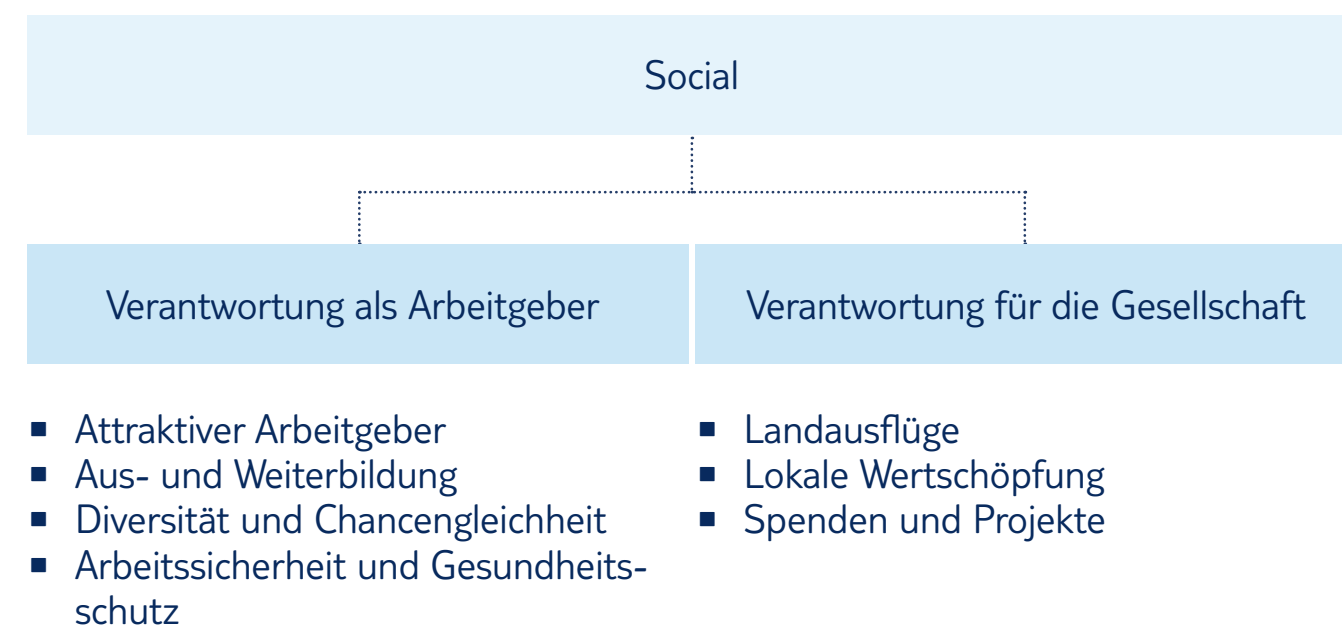 Social
Verantwortung als Arbeitgeber
Verantwortung für die Gesellschaft
▪ Attraktiver Arbeitgeber
▪ Aus- und Weiterbildung
▪ Diversität und Chancengleichheit
▪ Arbeitssicherheit und Gesundheits-
schutz
▪ Landausflüge
▪ Lokale Wertschöpfung
▪ Spenden und Projekte